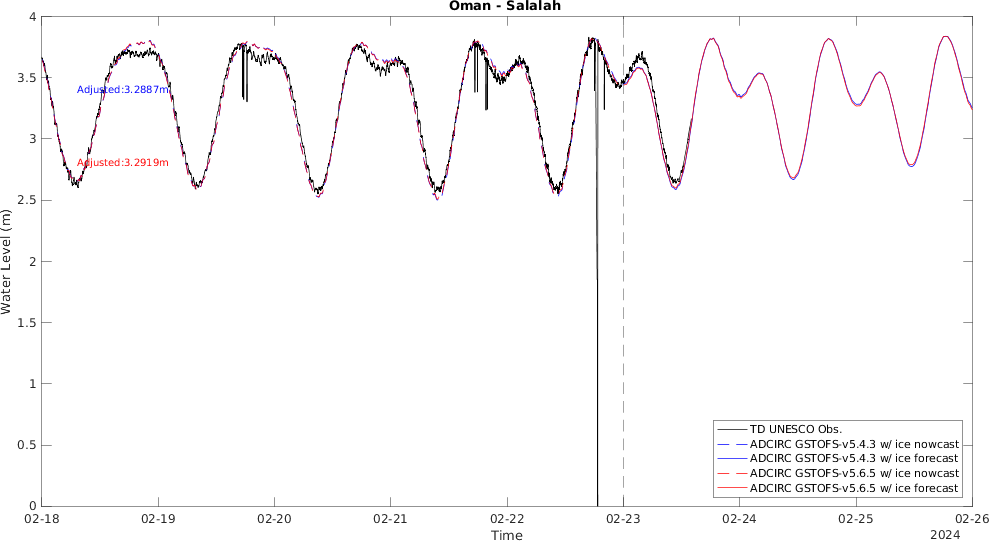 Oman - Salalah
4
3.5
3
2.5
2
1.5
1
0.5
0
Water Level (m)
Adjusted:3.2887m
Adjusted:3.2919m
TD UNESCO Obs.
ADCIRC GSTOFS-v5.4.3 w/ ice nowcast
ADCIRC GSTOFS-v5.4.3 w/ ice forecast
ADCIRC GSTOFS-v5.6.5 w/ ice nowcast
ADCIRC GSTOFS-v5.6.5 w/ ice forecast
02-18 02-19 02-20 02-21 02-22 02-23 02-24 02-25 02-26
Time
2024